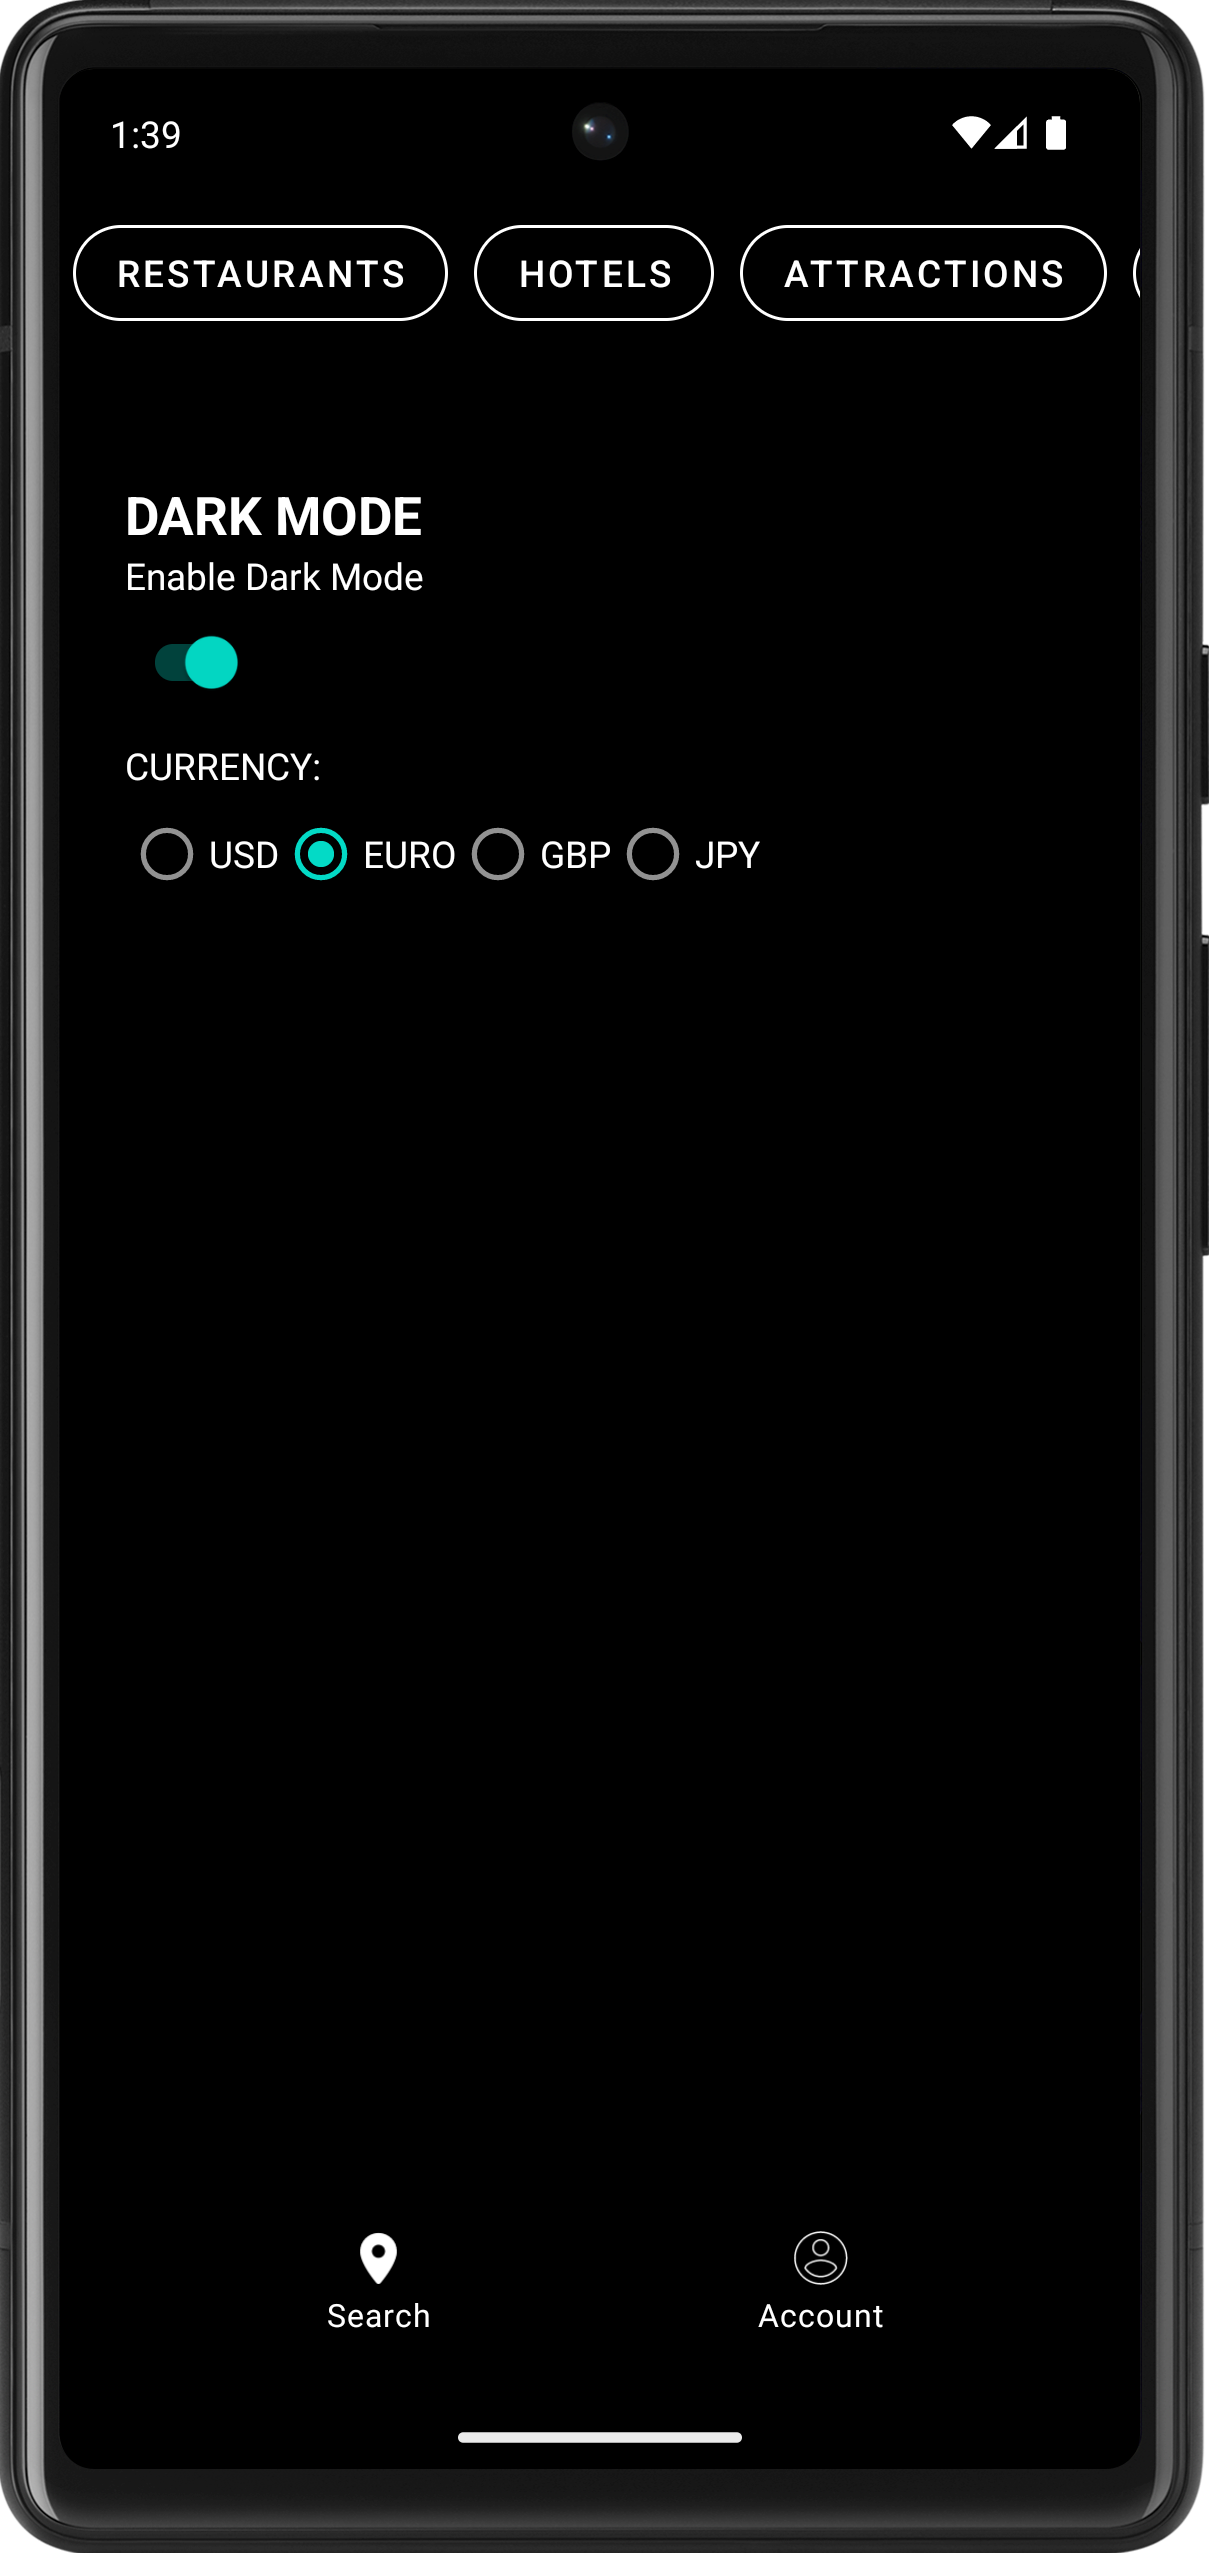 1:39
RESTAURANTS HOTELS ATTRACTIONS
DARK MODE
Enable Dark Mode
CURRENCY:
USD EURO GBP JPY
Search Account